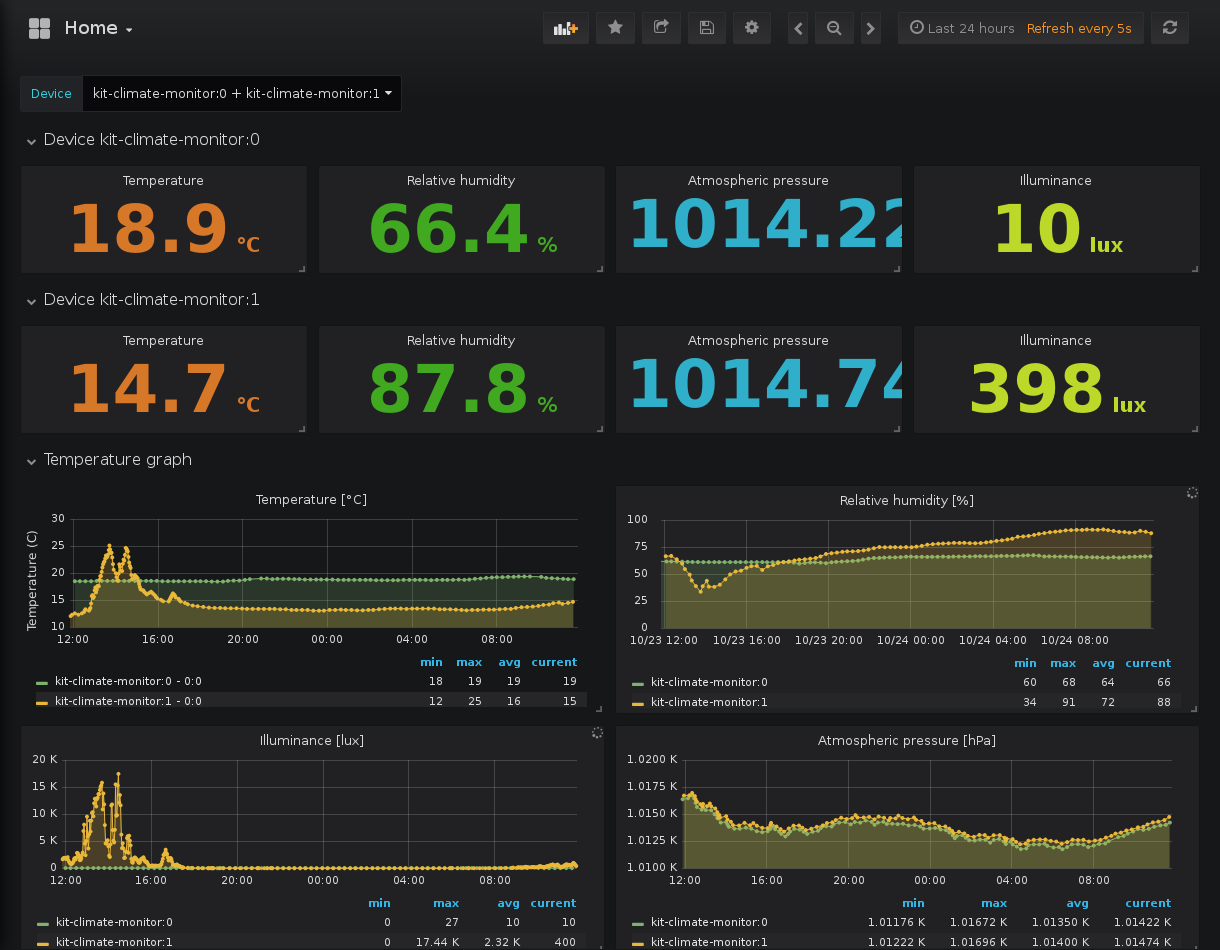 Home
Last 24 hours Refresh every 5s
Device kit-climate-monitor:0 + kit-climate-monitor:1
Device kit-climate-monitor:0
Temperature Relative humidity Atmospheric pressure Illuminance
18.9 °C 66.4 % 1014.22 10 lux
Device kit-climate-monitor:1
Temperature Relative humidity Atmospheric pressure Illuminance
14.7 °C 87.8 % 1014.74 398 lux
Temperature graph
Temperature [°C]
Temperature (C)
30
25
20
15
10
12:00 16:00 20:00 00:00 04:00 08:00
min max avg current
kit-climate-monitor:0 - 0:0 18 19 19 19
kit-climate-monitor:1 - 0:0 12 25 16 15
Relative humidity [%]
100
75
50
25
0
10/23 12:00 10/23 16:00 10/23 20:00 10/24 00:00 10/24 04:00 10/24 08:00
min max avg current
kit-climate-monitor:0 60 68 64 66
kit-climate-monitor:1 34 91 72 88
Illuminance [lux]
20 K
15 K
10 K
5 K
0
12:00 16:00 20:00 00:00 04:00 08:00
min max avg current
kit-climate-monitor:0 0 27 10 10
kit-climate-monitor:1 0 17.44 K 2.32 K 400
Atmospheric pressure [hPa]
1.0200 K
1.0175 K
1.0150 K
1.0125 K
1.0100 K
12:00 16:00 20:00 00:00 04:00 08:00
min max avg current
kit-climate-monitor:0 1.01176 K 1.01672 K 1.01350 K 1.01422 K
kit-climate-monitor:1 1.01222 K 1.01696 K 1.01400 K 1.01474 K